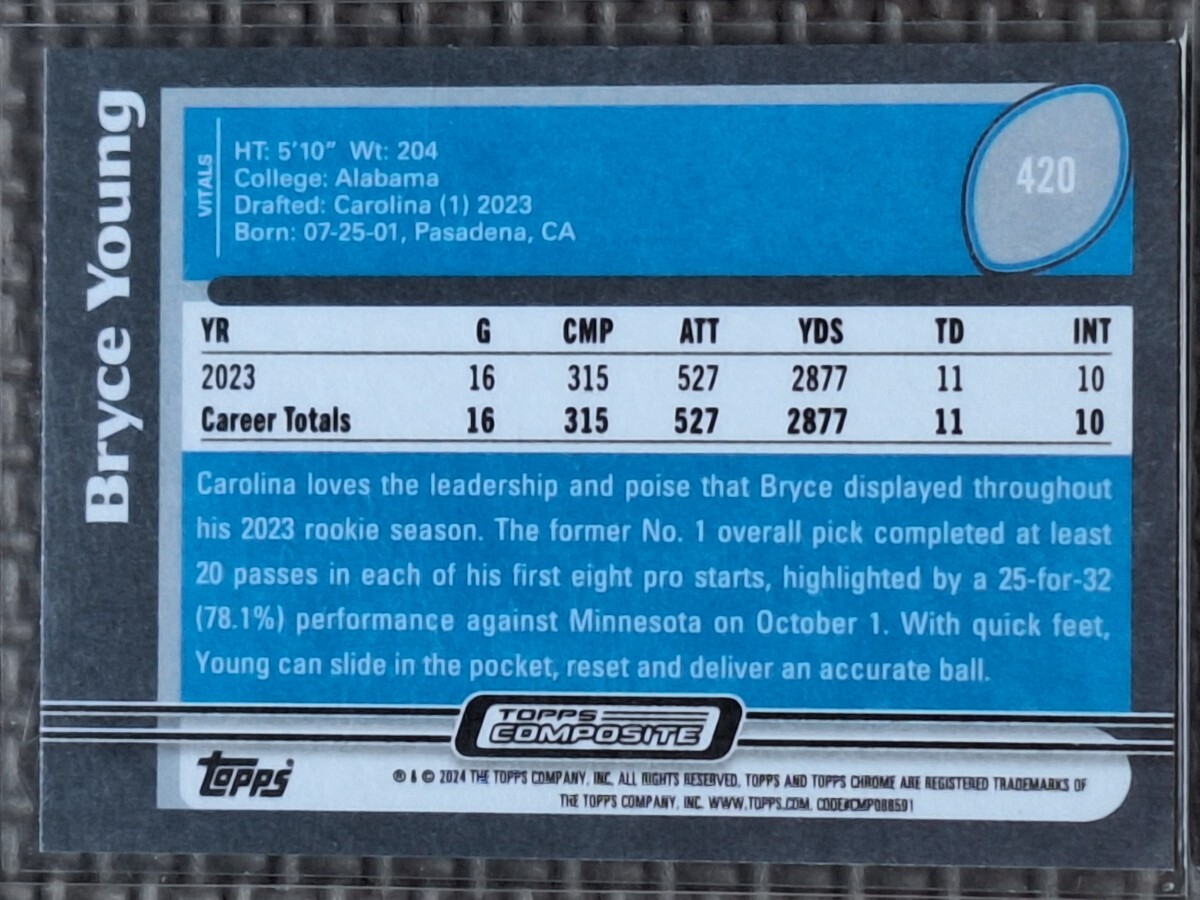 Bryce Young
VITALS
HT: 5'10" Wt: 204
College: Alabama
Drafted: Carolina (1) 2023
Born: 07-25-01, Pasadena, CA
420
YR G CMP ATT YDS TD INT
2023 16 315 527 2877 11 10
Career Totals 16 315 527 2877 11 10
Carolina loves the leadership and poise that Bryce displayed throughout
his 2023 rookie season. The former No. 1 overall pick completed at least
20 passes in each of his first eight pro starts, highlighted by a 25-for-32
(78.1%) performance against Minnesota on October 1. With quick feet,
Young can slide in the pocket, reset and deliver an accurate ball.
TOPPS
COMPOSITE
topps
® & © 2024 THE TOPPS COMPANY, INC. ALL RIGHTS RESERVED. TOPPS AND TOPPS CHROME ARE REGISTERED TRADEMARKS OF
THE TOPPS COMPANY, INC. WWW.TOPPS.COM. CODE#CMP088591